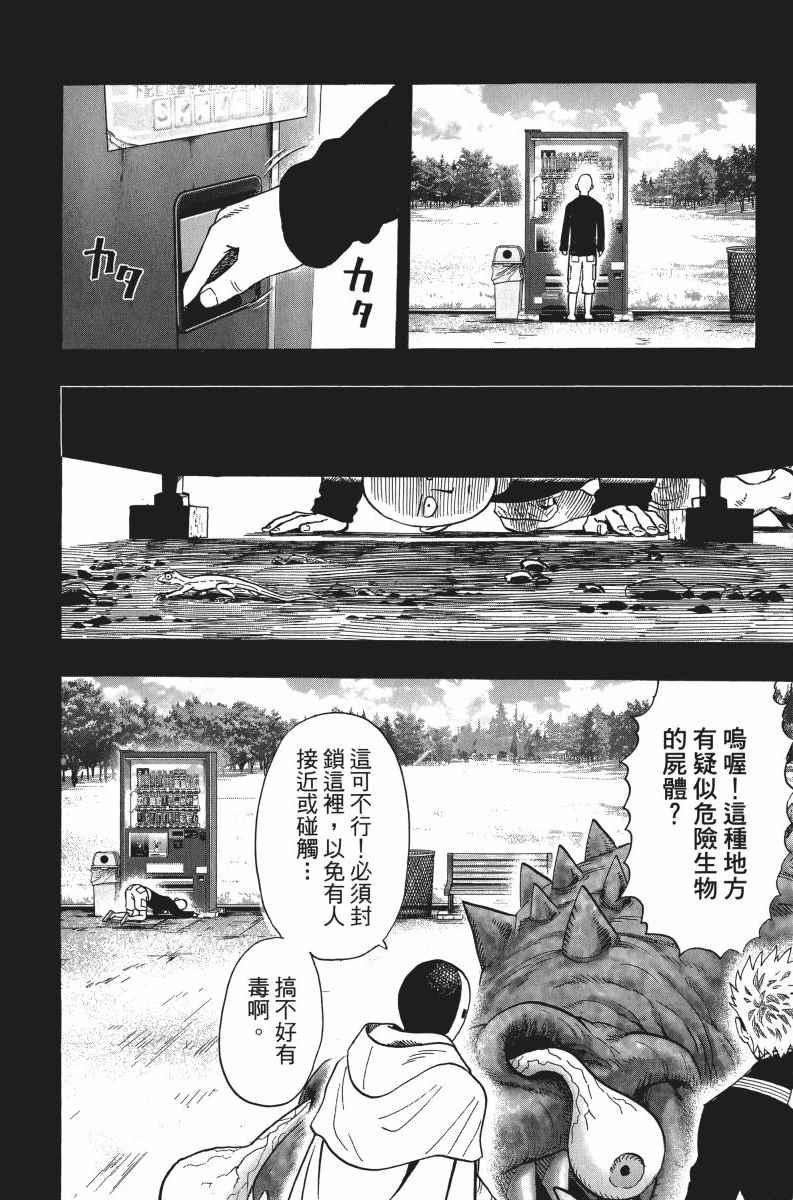 カタ
カタ
嗚喔！這種地方
有疑似危險生物
的屍體？
這可不行！必須封
鎖這裡，以免有人
接近或碰觸…
搞不好有
毒啊。